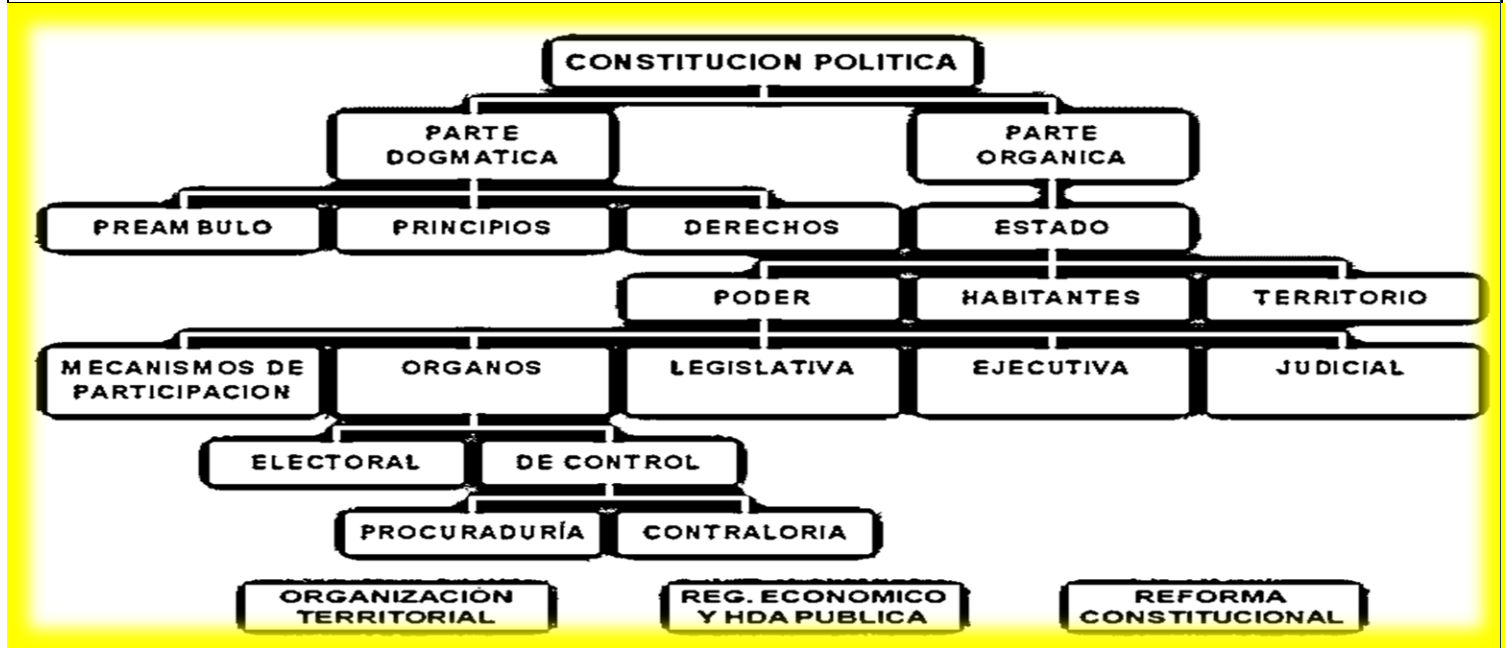 CONSTITUCION POLITICA
PARTE
DOGMATICA
PARTE
ORGANICA
PREAMBULO
PRINCIPIOS
DERECHOS
ESTADO
PODER
HABITANTES
TERRITORIO
MECANISMOS DE
PARTICIPACION
ORGANOS
LEGISLATIVA
EJECUTIVA
JUDICIAL
ELECTORAL
DE CONTROL
PROCURADURÍA
CONTRALORIA
ORGANIZACIÓN
TERRITORIAL
REG. ECONOMICO
Y HDA PUBLICA
REFORMA
CONSTITUCIONAL